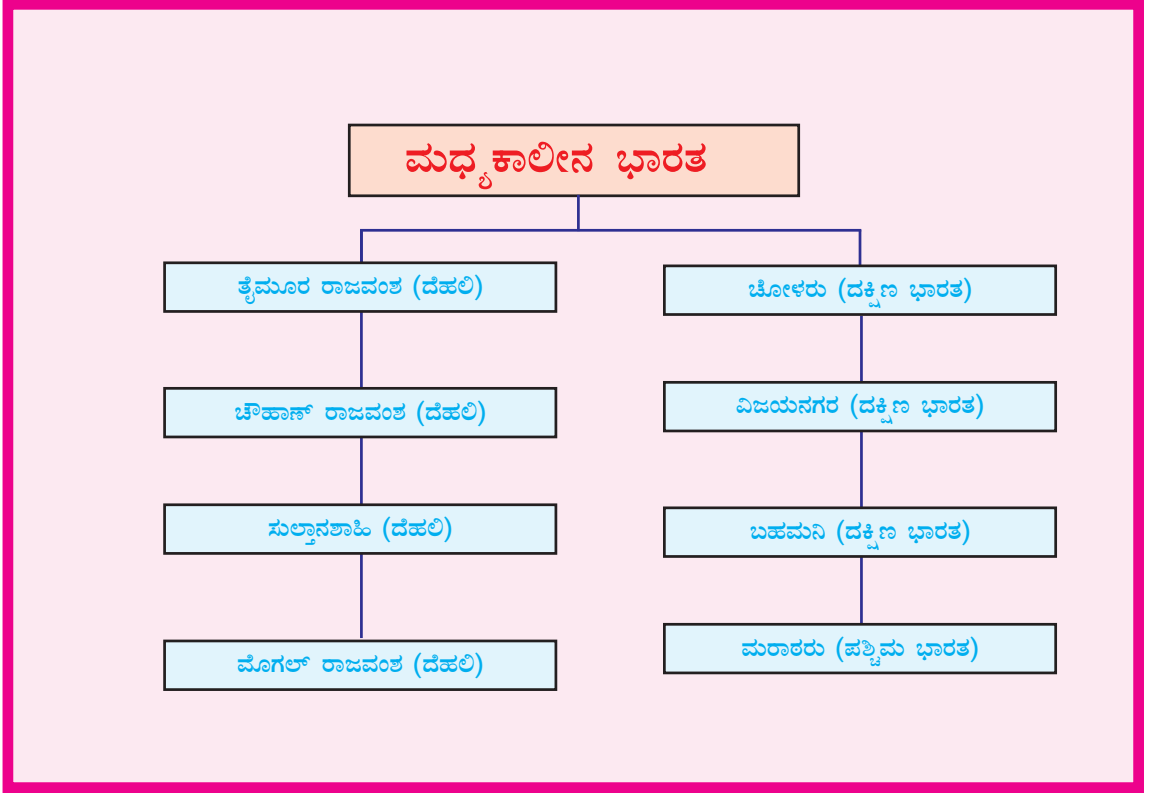 ಮಧ್ಯಕಾಲೀನ ಭಾರತ
ತೈಮೂರ ರಾಜವಂಶ (ದೆಹಲಿ)
ಚೌಹಾಣ್ ರಾಜವಂಶ (ದೆಹಲಿ)
ಸುಲ್ತಾನಶಾಹಿ (ದೆಹಲಿ)
ಮೊಗಲ್ ರಾಜವಂಶ (ದೆಹಲಿ)
ಚೋಳರು (ದಕ್ಷಿಣ ಭಾರತ)
ವಿಜಯನಗರ (ದಕ್ಷಿಣ ಭಾರತ)
ಬಹಮನಿ (ದಕ್ಷಿಣ ಭಾರತ)
ಮರಾಠರು (ಪಶ್ಚಿಮ ಭಾರತ)